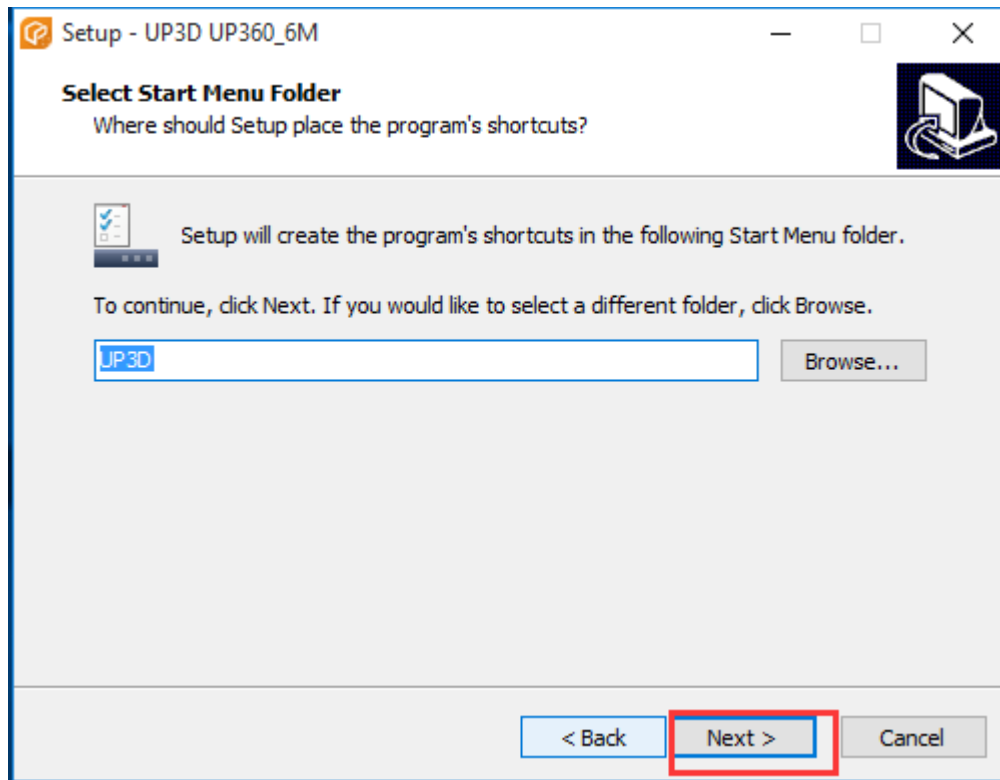 Setup - UP3D UP360_6M
Select Start Menu Folder
Where should Setup place the program's shortcuts?
Setup will create the program's shortcuts in the following Start Menu folder.
To continue, click Next. If you would like to select a different folder, click Browse.
UP3D
Browse...
< Back
Next >
Cancel